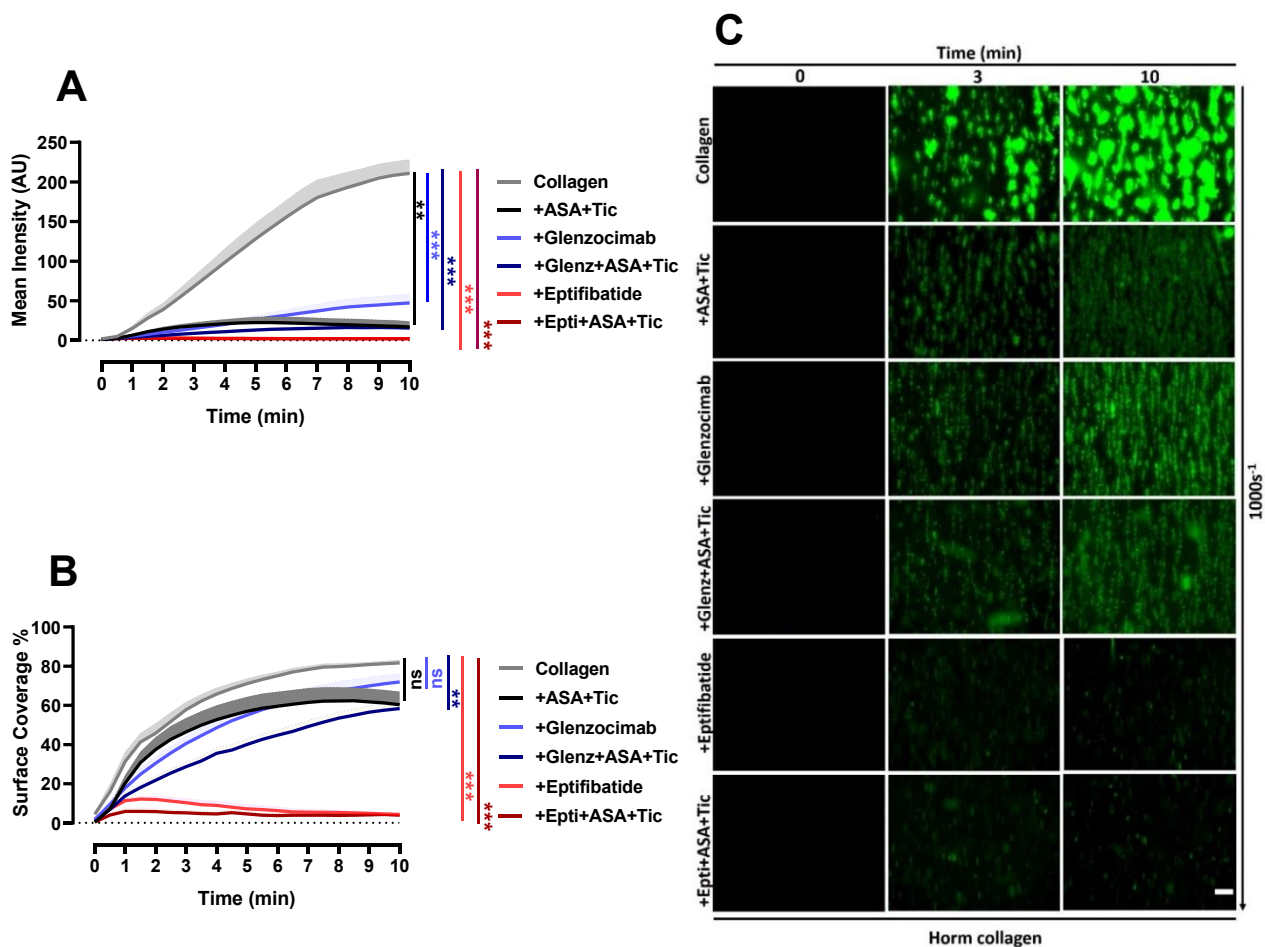 A
Mean Inensity (AU)
250
200
150
100
50
0
0 1 2 3 4 5 6 7 8 9 10
Time (min)
**
***
***
***
***
Collagen
+ASA+Tic
+Glenzocimab
+Glenz+ASA+Tic
+Eptifibatide
+Epti+ASA+Tic
B
Surface Coverage %
100
80
60
40
20
0
0 1 2 3 4 5 6 7 8 9 10
Time (min)
ns
ns
**
***
***
Collagen
+ASA+Tic
+Glenzocimab
+Glenz+ASA+Tic
+Eptifibatide
+Epti+ASA+Tic
C
Time (min)
0 3 10
Collagen
+ASA+Tic
+Glenzocimab
+Glenz+ASA+Tic
+Eptifibatide
+Epti+ASA+Tic
1000s⁻¹
Horm collagen